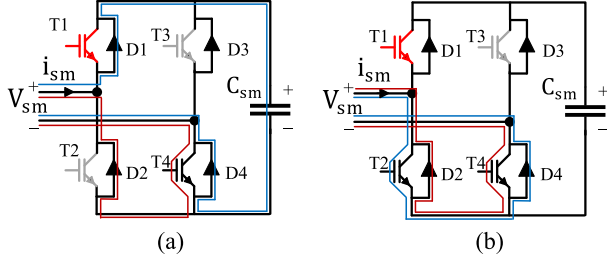 T1
D1
T3
D3
i_sm
C_sm
+
+
V_sm
−
−
T2
D2
T4
D4
(a)
T1
D1
T3
D3
i_sm
C_sm
+
+
V_sm
−
−
T2
D2
T4
D4
(b)